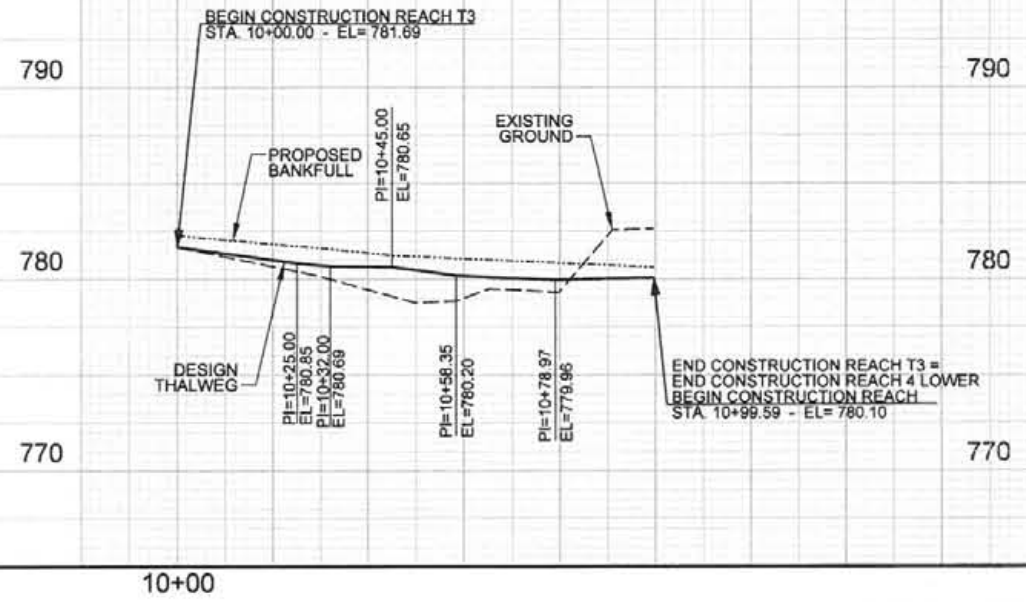 BEGIN CONSTRUCTION REACH T3
STA. 10+00.00 - EL= 781.69
790
790
PI=10+45.00
EL=780.65
EXISTING
GROUND
PROPOSED
BANKFULL
780
780
DESIGN
THALWEG
PI=10+25.00
EL=780.85
PI=10+32.00
EL=780.69
PI=10+58.35
EL=780.20
PI=10+78.97
EL=779.96
END CONSTRUCTION REACH T3 =
END CONSTRUCTION REACH 4 LOWER
BEGIN CONSTRUCTION REACH
STA. 10+99.59 - EL= 780.10
770
770
10+00